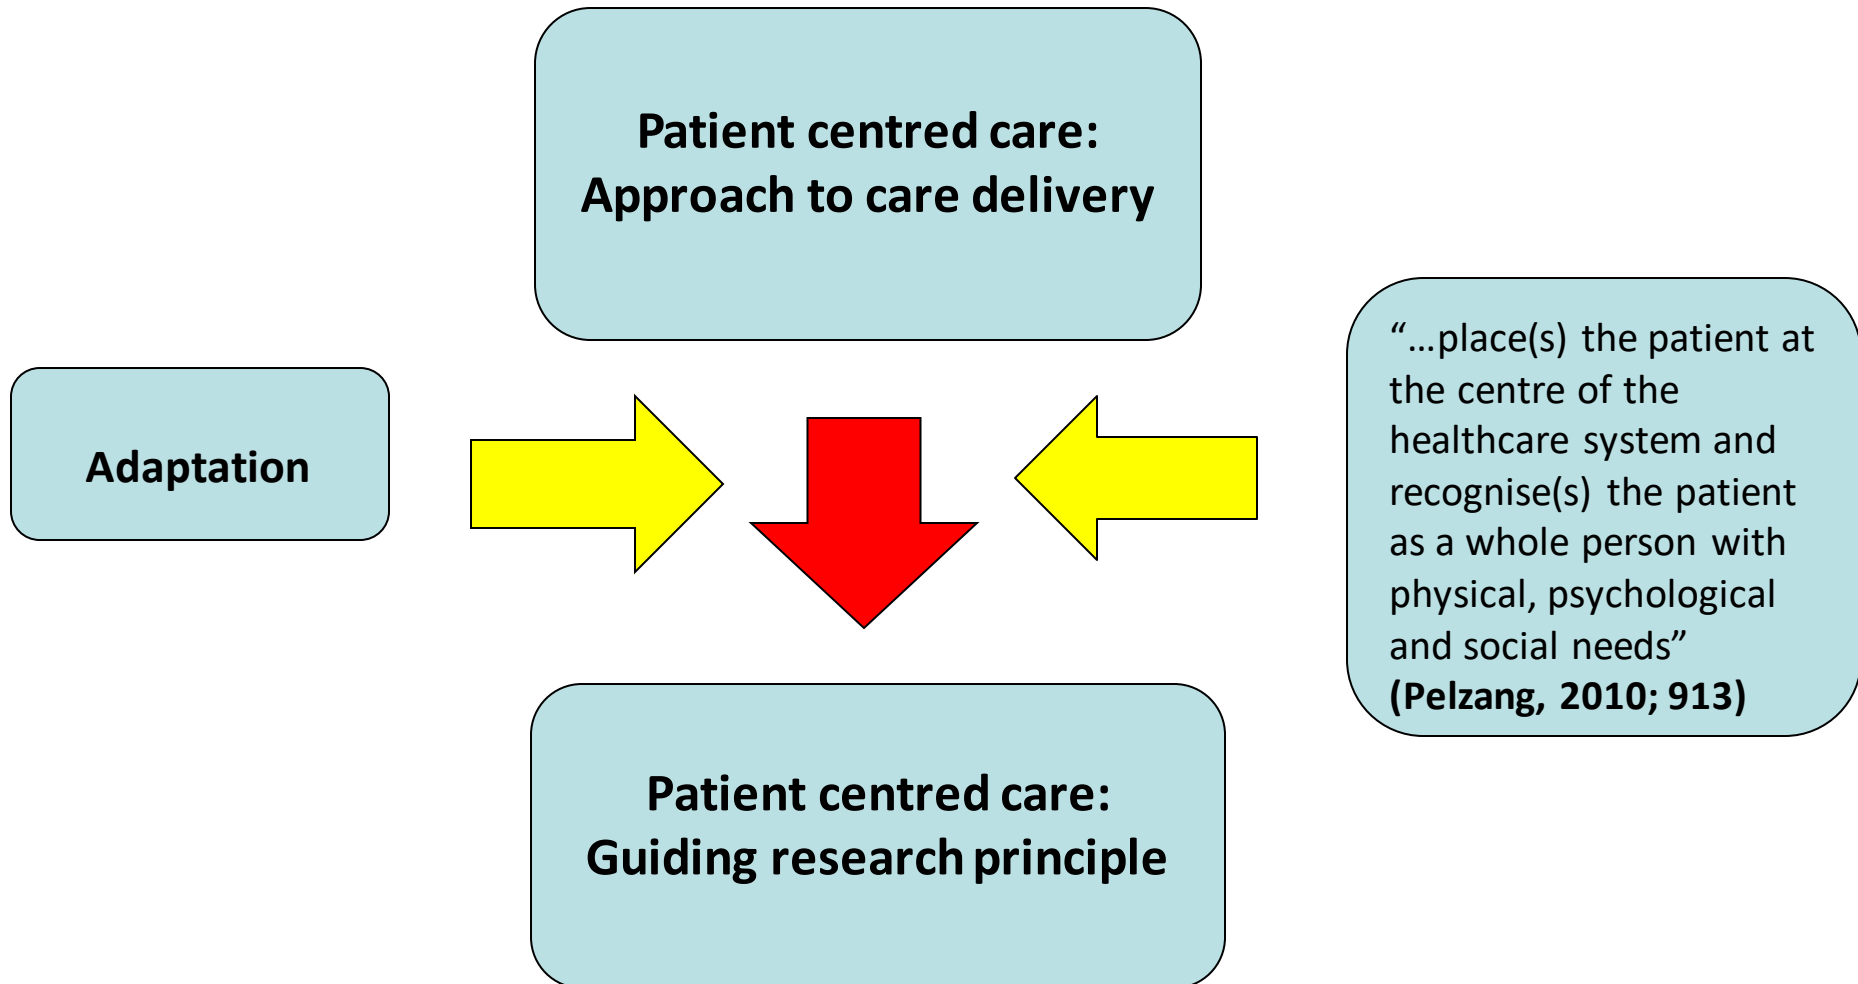 Patient centred care:
Approach to care delivery
Adaptation
“…place(s) the patient at
the centre of the
healthcare system and
recognise(s) the patient
as a whole person with
physical, psychological
and social needs”
(Pelzang, 2010; 913)
Patient centred care:
Guiding research principle